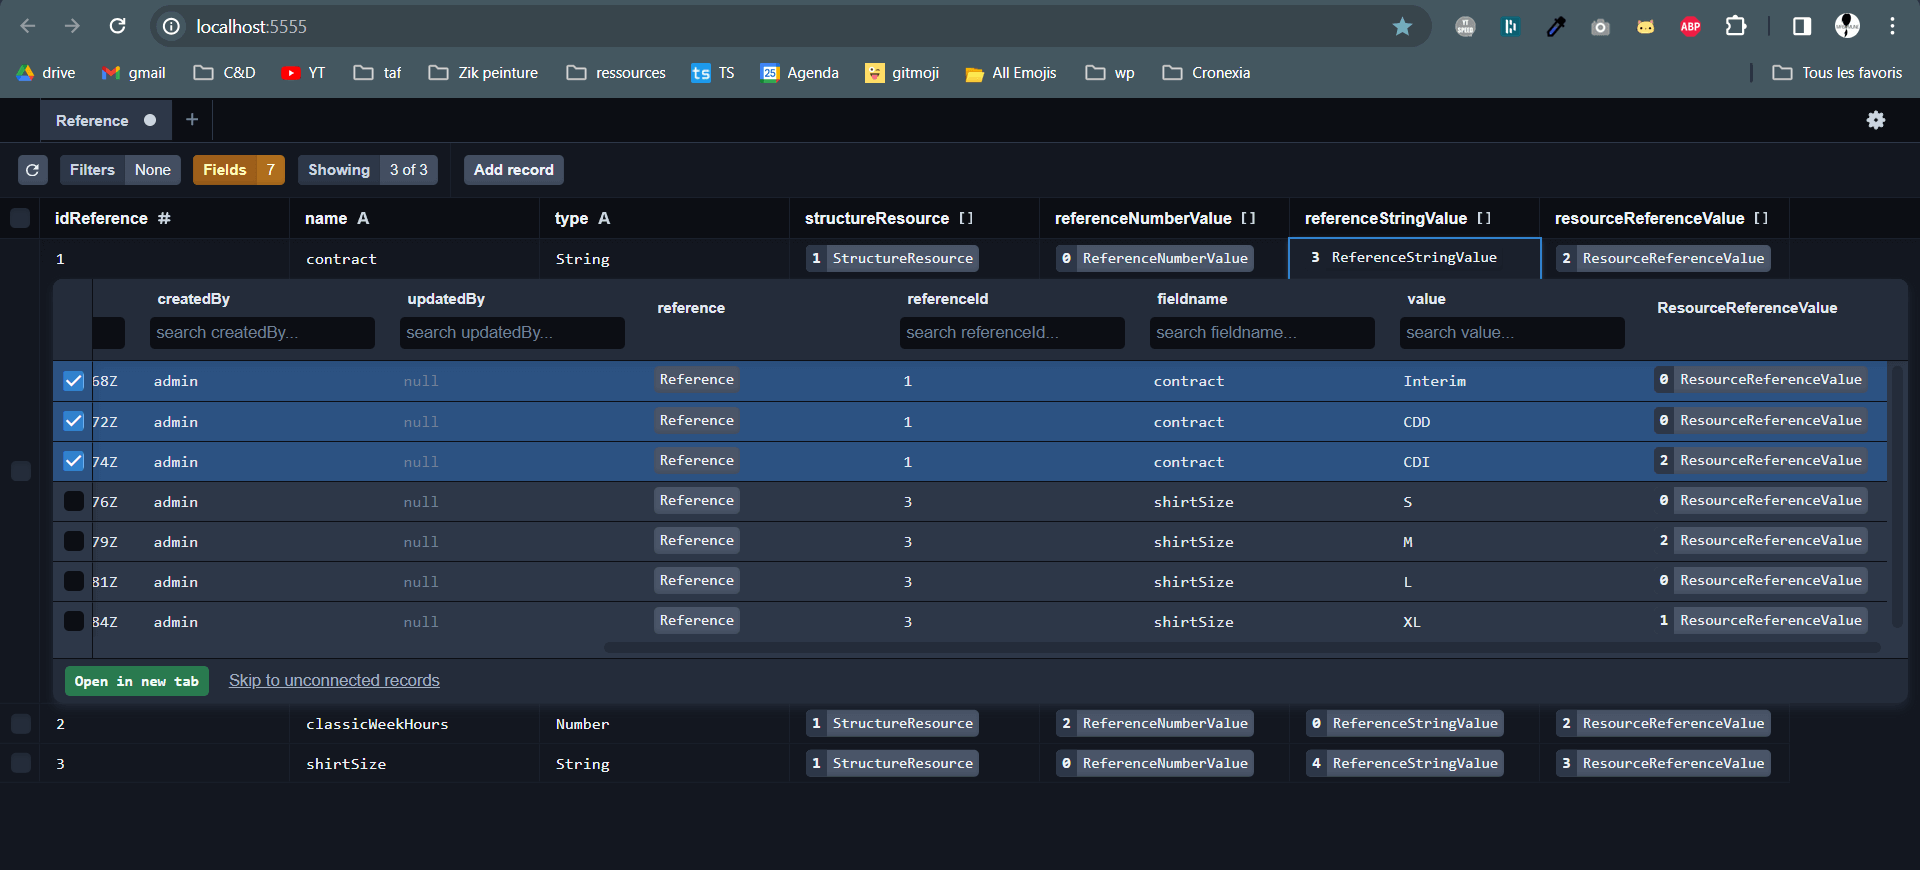 localhost:5555
drive gmail C&D YT taf Zik peinture ressources TS Agenda gitmoji All Emojis wp Cronexia Tous les favoris
Reference +
Filters None Fields 7 Showing 3 of 3 Add record
idReference # name A type A structureResource [] referenceNumberValue [] referenceStringValue [] resourceReferenceValue []
1 contract String 1 StructureResource 0 ReferenceNumberValue 3 ReferenceStringValue 2 ResourceReferenceValue
createdBy updatedBy reference referenceId fieldname value ResourceReferenceValue
search createdBy... search updatedBy... search referenceId... search fieldname... search value...
68Z admin null Reference 1 contract Interim 0 ResourceReferenceValue
72Z admin null Reference 1 contract CDD 0 ResourceReferenceValue
74Z admin null Reference 1 contract CDI 2 ResourceReferenceValue
76Z admin null Reference 3 shirtSize S 0 ResourceReferenceValue
79Z admin null Reference 3 shirtSize M 2 ResourceReferenceValue
81Z admin null Reference 3 shirtSize L 0 ResourceReferenceValue
84Z admin null Reference 3 shirtSize XL 1 ResourceReferenceValue
Open in new tab Skip to unconnected records
2 classicWeekHours Number 1 StructureResource 2 ReferenceNumberValue 0 ReferenceStringValue 2 ResourceReferenceValue
3 shirtSize String 1 StructureResource 0 ReferenceNumberValue 4 ReferenceStringValue 3 ResourceReferenceValue